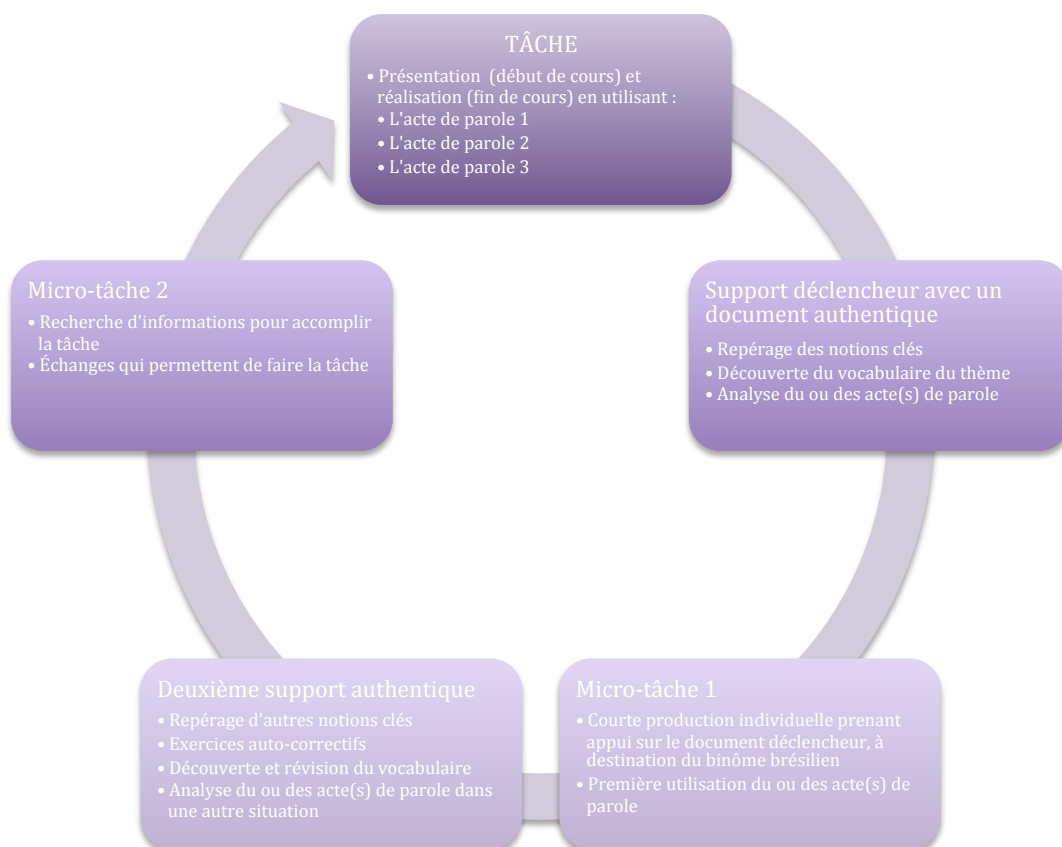 TÂCHE
• Présentation (début de cours) et
réalisation (fin de cours) en utilisant :
• L'acte de parole 1
• L'acte de parole 2
• L'acte de parole 3
Support déclencheur avec un
document authentique
• Repérage des notions clés
• Découverte du vocabulaire du thème
• Analyse du ou des acte(s) de parole
Micro-tâche 1
• Courte production individuelle prenant
appui sur le document déclencheur, à
destination du binôme brésilien
• Première utilisation du ou des acte(s) de
parole
Deuxième support authentique
• Repérage d'autres notions clés
• Exercices auto-correctifs
• Découverte et révision du vocabulaire
• Analyse du ou des acte(s) de parole dans
une autre situation
Micro-tâche 2
• Recherche d'informations pour accomplir
la tâche
• Échanges qui permettent de faire la tâche